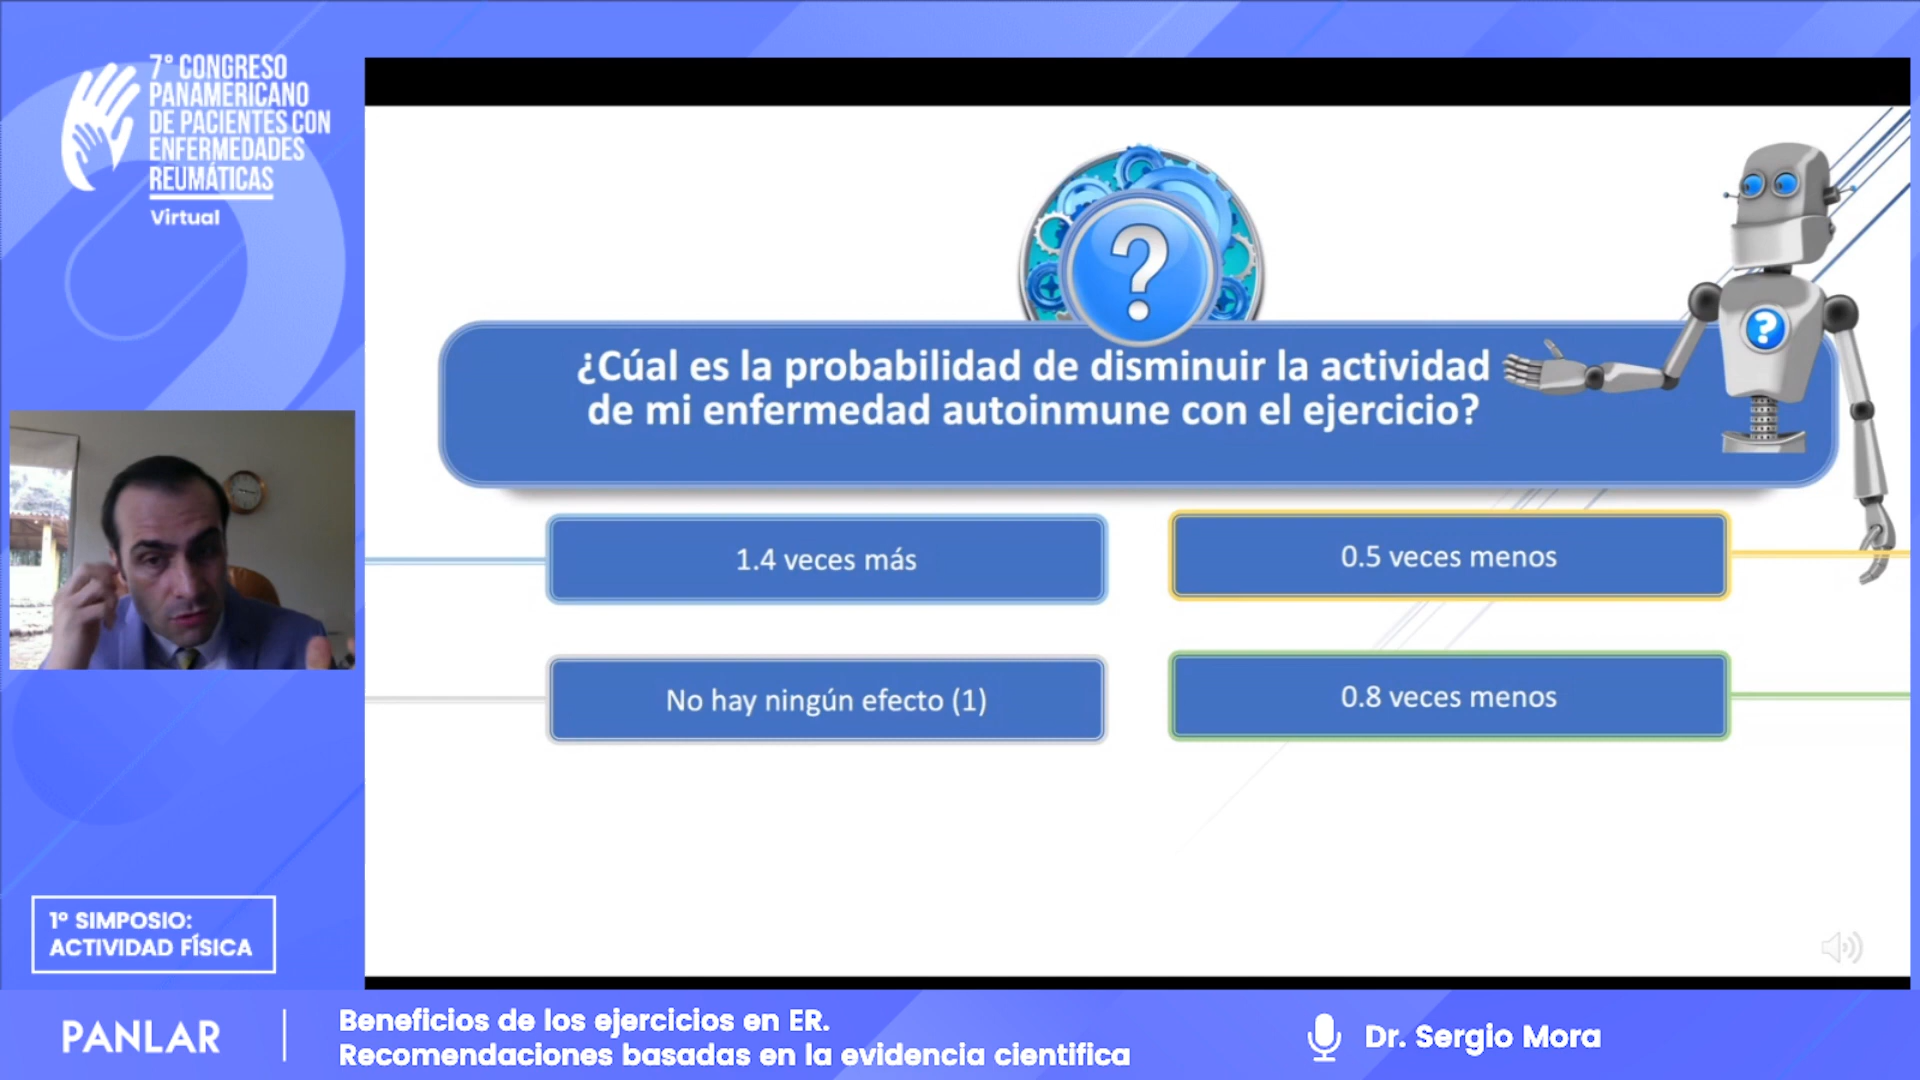 7° CONGRESO
PANAMERICANO
DE PACIENTES CON
ENFERMEDADES
REUMÁTICAS
Virtual
?
?
¿Cúal es la probabilidad de disminuir la actividad
de mi enfermedad autoinmune con el ejercicio?
1.4 veces más
0.5 veces menos
No hay ningún efecto (1)
0.8 veces menos
1º SIMPOSIO:
ACTIVIDAD FÍSICA
PANLAR
Beneficios de los ejercicios en ER.
Recomendaciones basadas en la evidencia cientifica
Dr. Sergio Mora